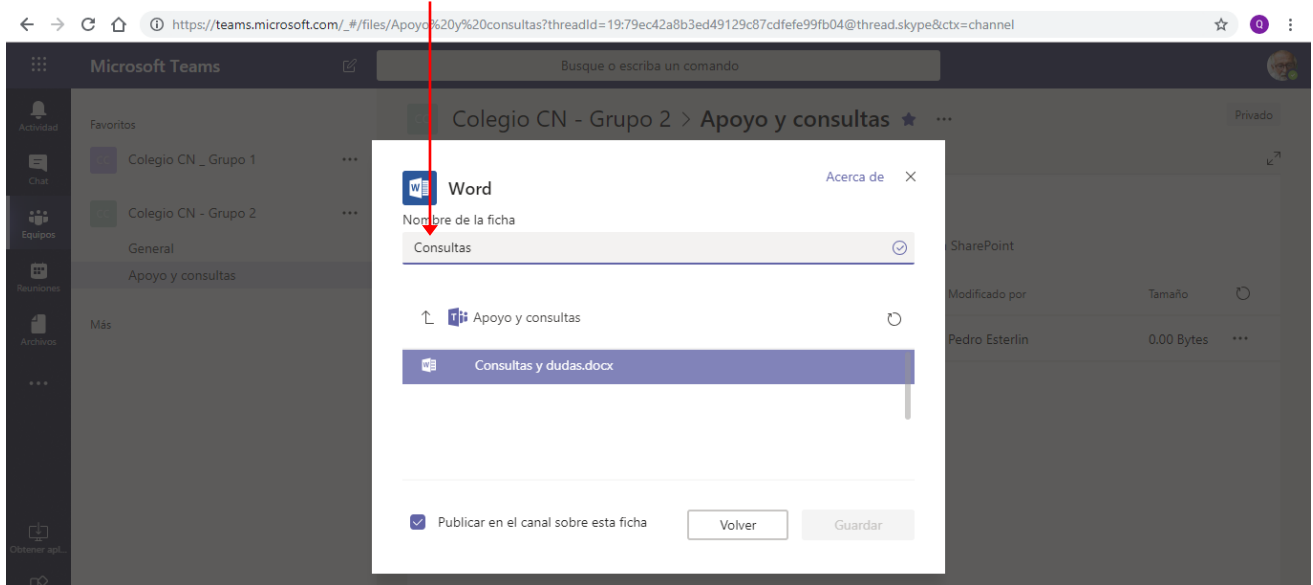 https://teams.microsoft.com/_#/files/Apoyo%20y%20consultas?threadId=19:79ec42a8b3ed49129c87cdfefe99fb04@thread.skype&ctx=channel
Q
Microsoft Teams
Busque o escriba un comando
Actividad
Chat
Equipos
Reuniones
Archivos
Obtener apl...
Favoritos
CC Colegio CN _ Grupo 1 ...
CC Colegio CN - Grupo 2 ...
General
Apoyo y consultas
Más
Colegio CN - Grupo 2 > Apoyo y consultas ...
Privado
SharePoint
Modificado por Tamaño
Pedro Esterlin 0.00 Bytes ...
Word
Acerca de
Nombre de la ficha
Consultas
Apoyo y consultas
Consultas y dudas.docx
Publicar en el canal sobre esta ficha
Volver
Guardar